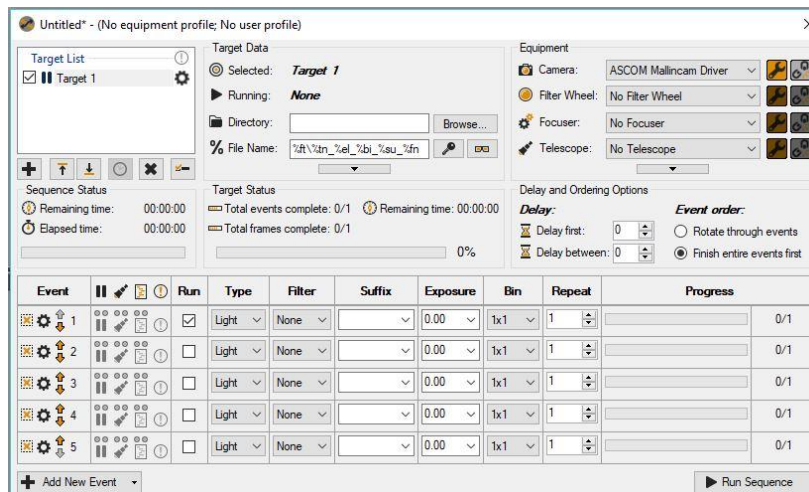 Untitled* - (No equipment profile; No user profile)
Target List
Target 1
Target Data
Selected: Target 1
Running: None
Directory: Browse...
% File Name: %ft\%tn_%el_%bi_%su_%fn
Equipment
Camera: ASCOM Mallincam Driver
Filter Wheel: No Filter Wheel
Focuser: No Focuser
Telescope: No Telescope
Sequence Status
Remaining time: 00:00:00
Elapsed time: 00:00:00
Target Status
Total events complete: 0/1 Remaining time: 00:00:00
Total frames complete: 0/1
0%
Delay and Ordering Options
Delay: Event order:
Delay first: 0 Rotate through events
Delay between: 0 Finish entire events first
Event Run Type Filter Suffix Exposure Bin Repeat Progress
1 Light None 0.00 1x1 1 0/1
2 Light None 0.00 1x1 1 0/1
3 Light None 0.00 1x1 1 0/1
4 Light None 0.00 1x1 1 0/1
5 Light None 0.00 1x1 1 0/1
Add New Event Run Sequence